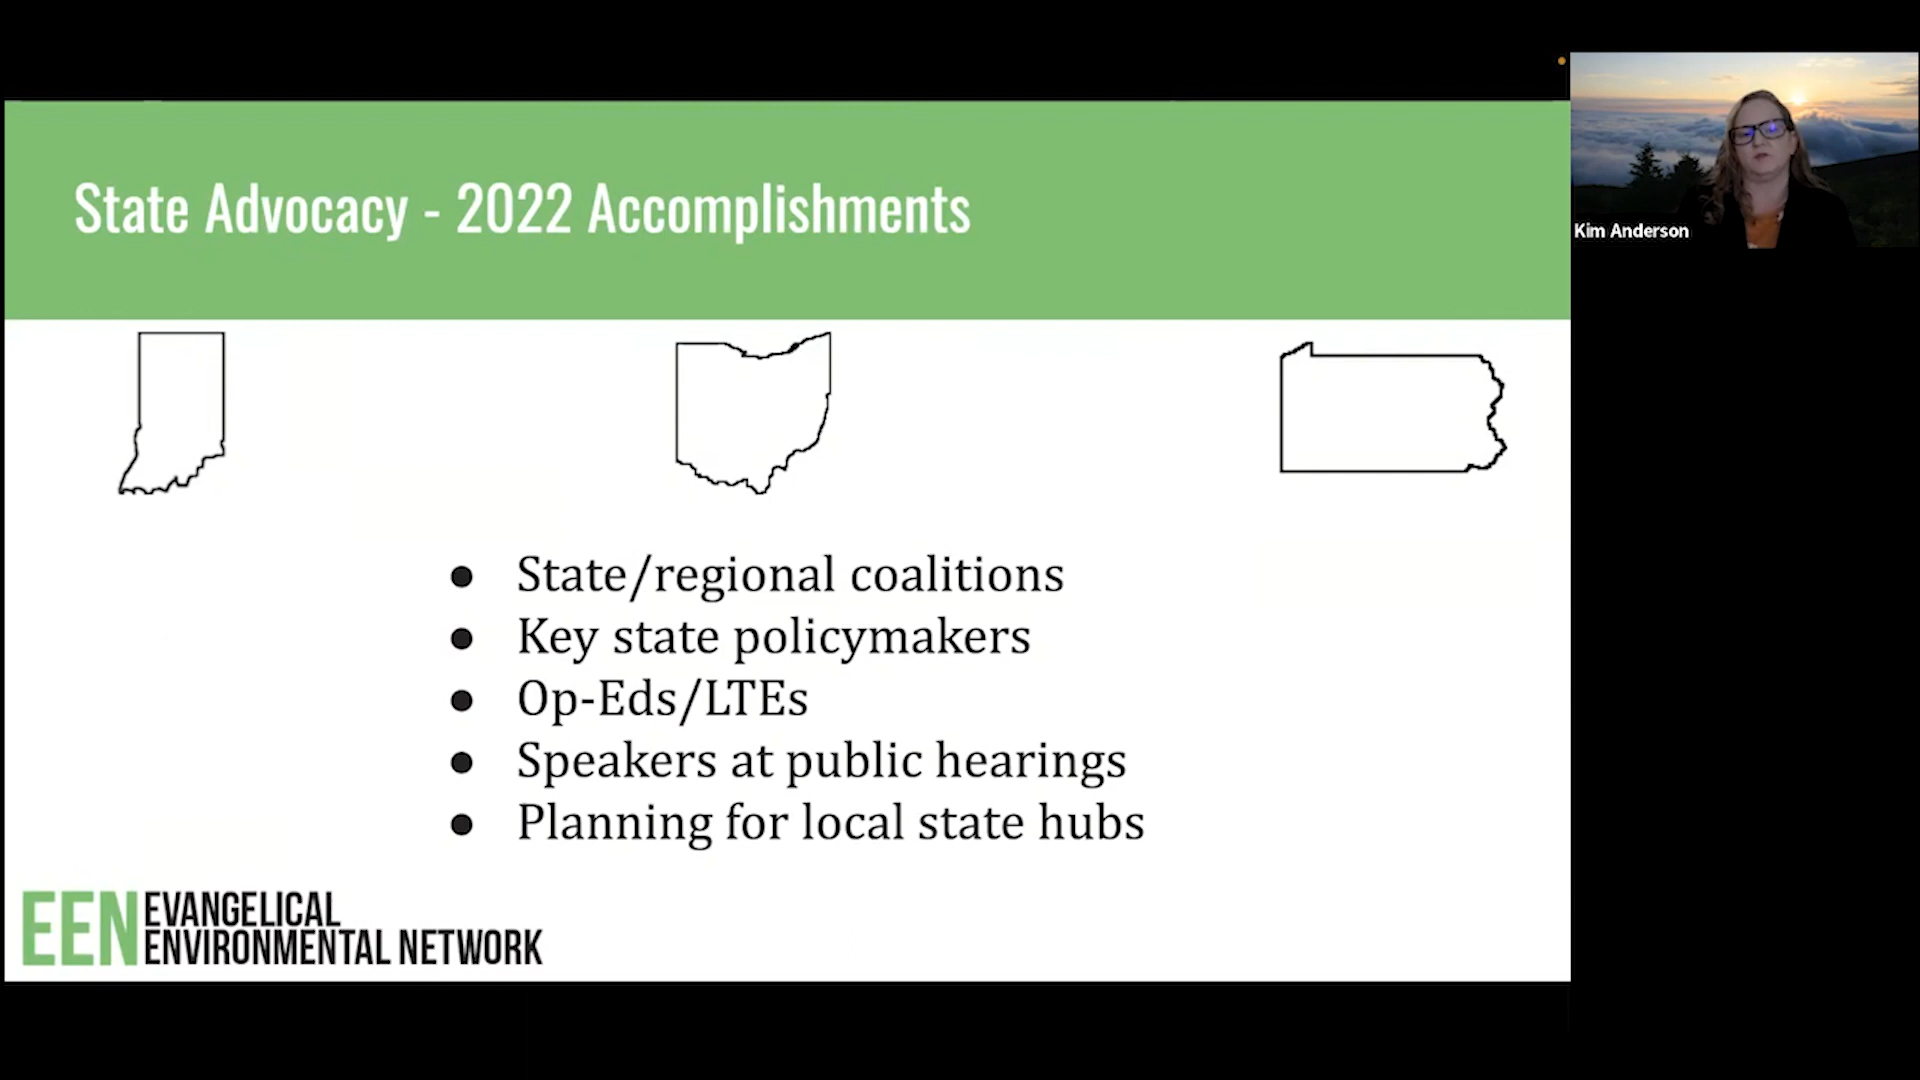 State Advocacy - 2022 Accomplishments
Kim Anderson
● State/regional coalitions
● Key state policymakers
● Op-Eds/LTEs
● Speakers at public hearings
● Planning for local state hubs
EEN EVANGELICAL
ENVIRONMENTAL NETWORK